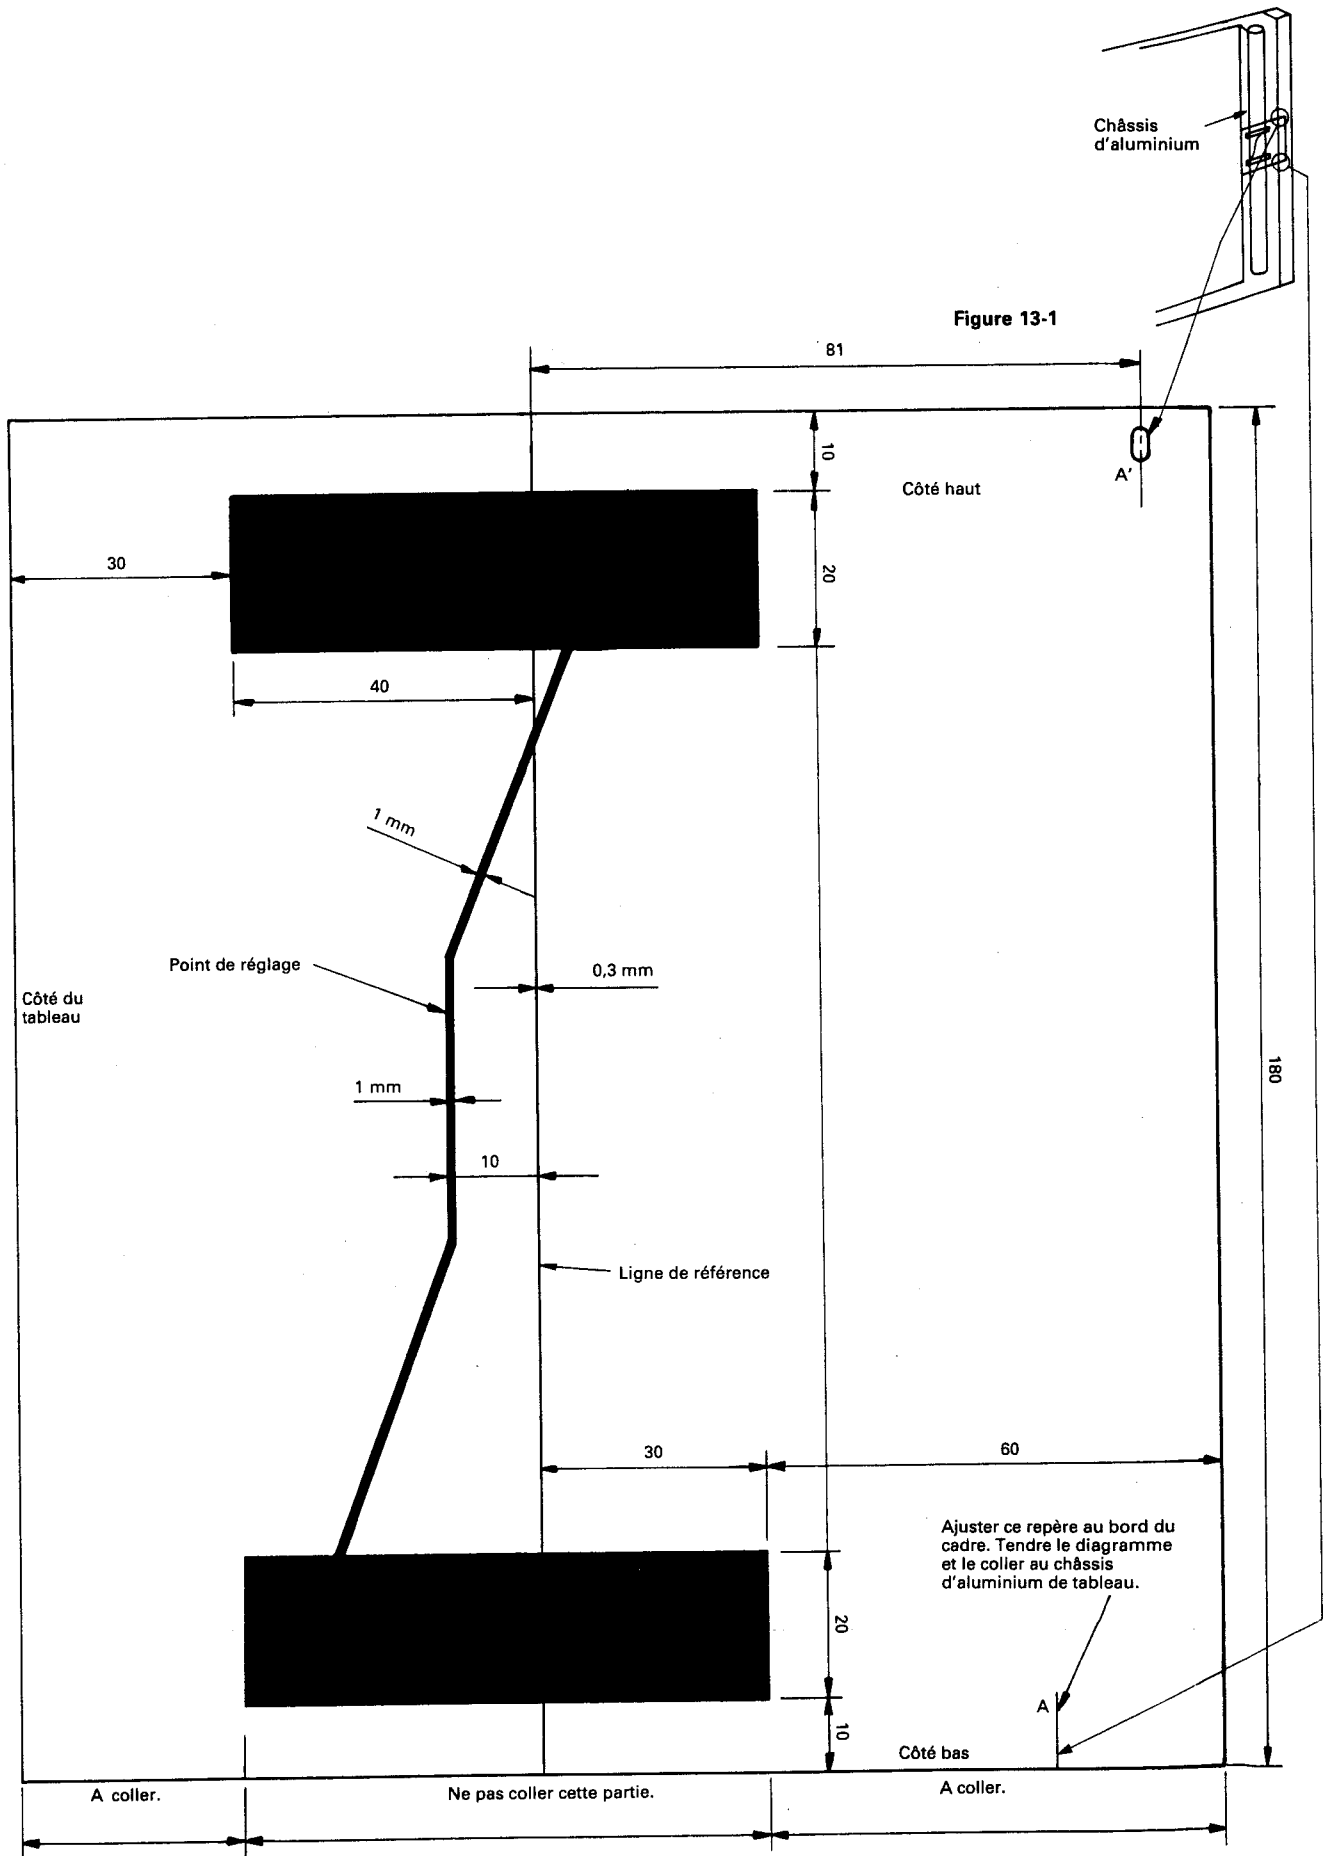 Châssis
d'aluminium
Figure 13-1
81
10
A'
Côté haut
30
20
40
1 mm
Point de réglage
0,3 mm
Côté du
tableau
180
1 mm
10
Ligne de référence
30
60
Ajuster ce repère au bord du
cadre. Tendre le diagramme
et le coller au châssis
d'aluminium de tableau.
20
A
10
Côté bas
A coller.
Ne pas coller cette partie.
A coller.